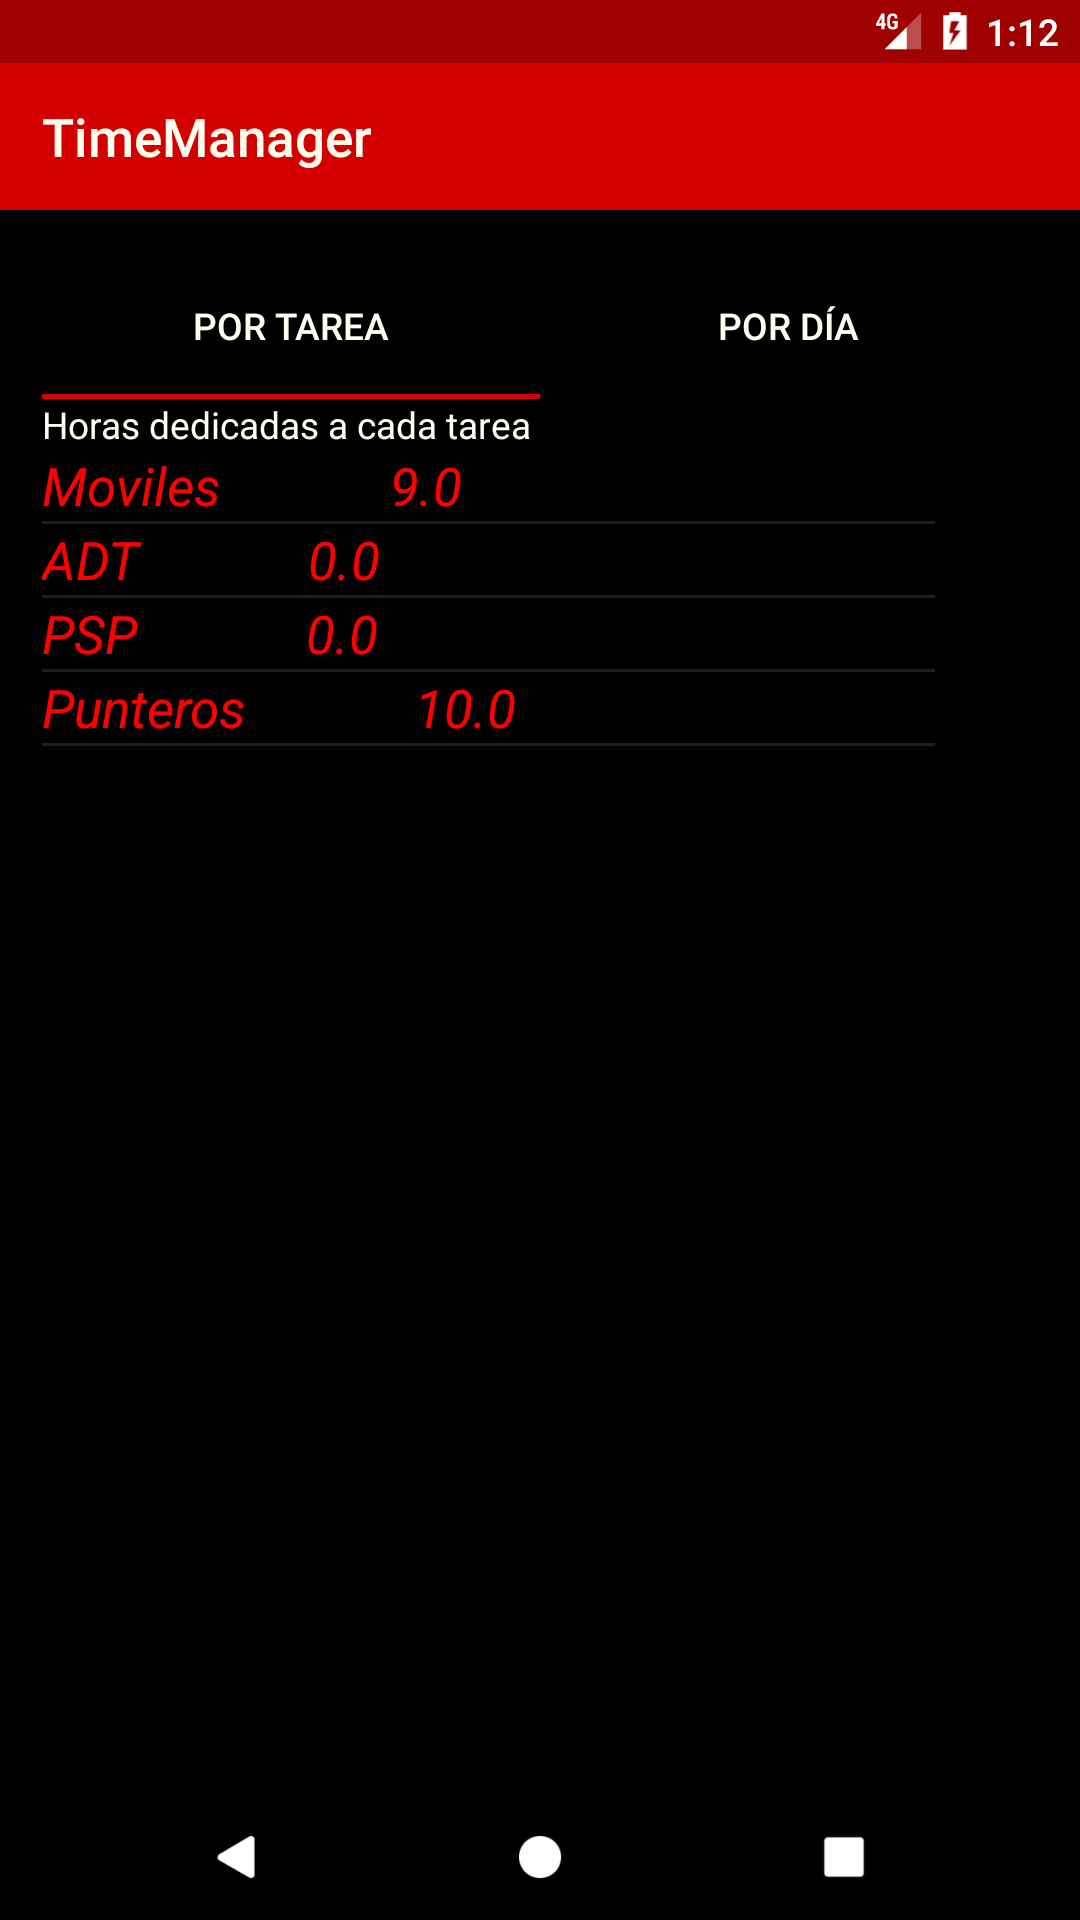 4G 1:12
TimeManager
POR TAREA POR DÍA
Horas dedicadas a cada tarea
Moviles 9.0
ADT 0.0
PSP 0.0
Punteros 10.0